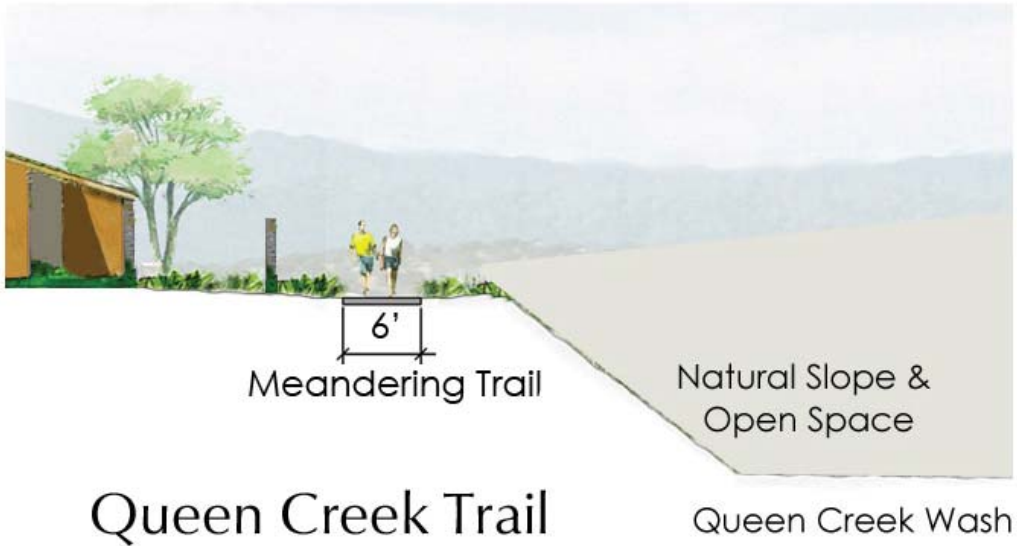 6’
Meandering Trail
Natural Slope &
Open Space
Queen Creek Trail
Queen Creek Wash